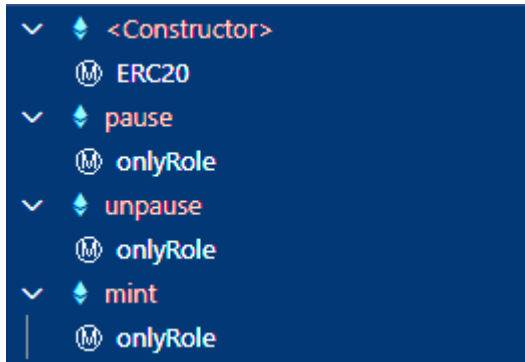 <Constructor>
Ⓜ ERC20
pause
Ⓜ onlyRole
unpause
Ⓜ onlyRole
mint
Ⓜ onlyRole